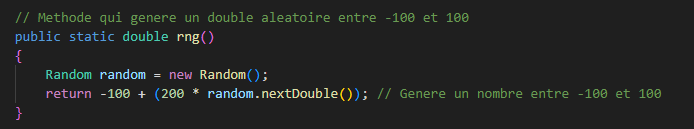 // Methode qui genere un double aleatoire entre -100 et 100
public static double rng()
{
    Random random = new Random();
    return -100 + (200 * random.nextDouble()); // Genere un nombre entre -100 et 100
}